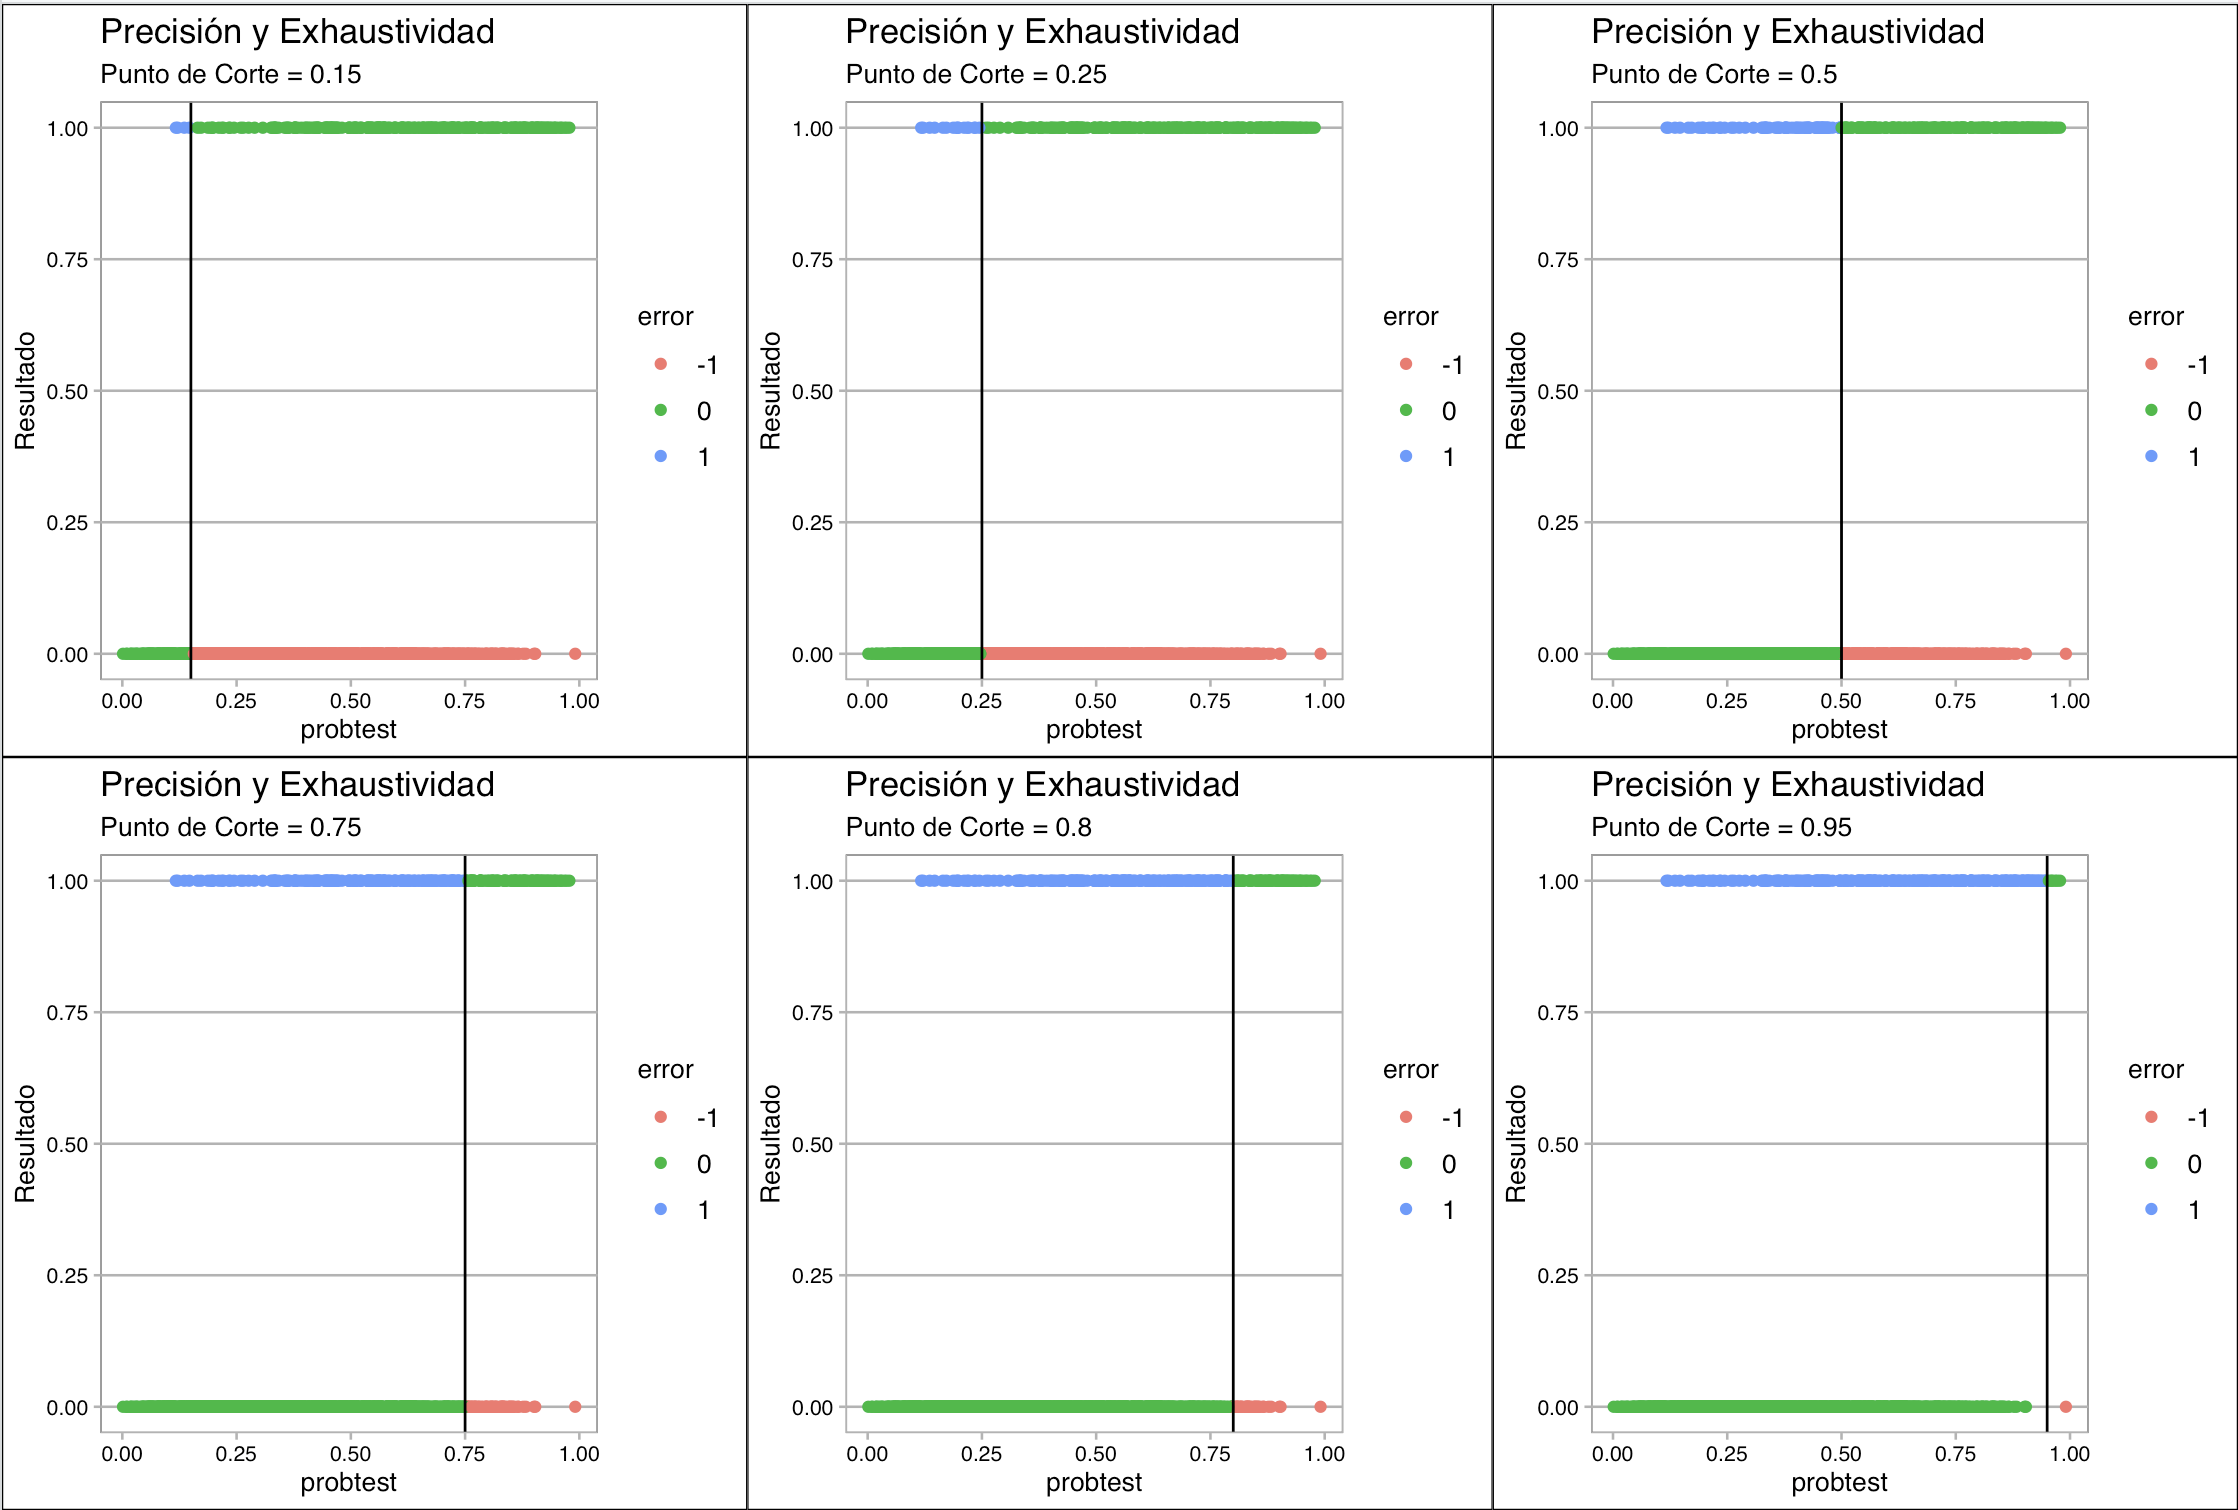 Precisión y Exhaustividad
Punto de Corte = 0.15
1.00
0.75
0.50
0.25
0.00
Resultado
0.00 0.25 0.50 0.75 1.00
probtest
error
-1
0
1
Precisión y Exhaustividad
Punto de Corte = 0.25
1.00
0.75
0.50
0.25
0.00
Resultado
0.00 0.25 0.50 0.75 1.00
probtest
error
-1
0
1
Precisión y Exhaustividad
Punto de Corte = 0.5
1.00
0.75
0.50
0.25
0.00
Resultado
0.00 0.25 0.50 0.75 1.00
probtest
error
-1
0
1
Precisión y Exhaustividad
Punto de Corte = 0.75
1.00
0.75
0.50
0.25
0.00
Resultado
0.00 0.25 0.50 0.75 1.00
probtest
error
-1
0
1
Precisión y Exhaustividad
Punto de Corte = 0.8
1.00
0.75
0.50
0.25
0.00
Resultado
0.00 0.25 0.50 0.75 1.00
probtest
error
-1
0
1
Precisión y Exhaustividad
Punto de Corte = 0.95
1.00
0.75
0.50
0.25
0.00
Resultado
0.00 0.25 0.50 0.75 1.00
probtest
error
-1
0
1